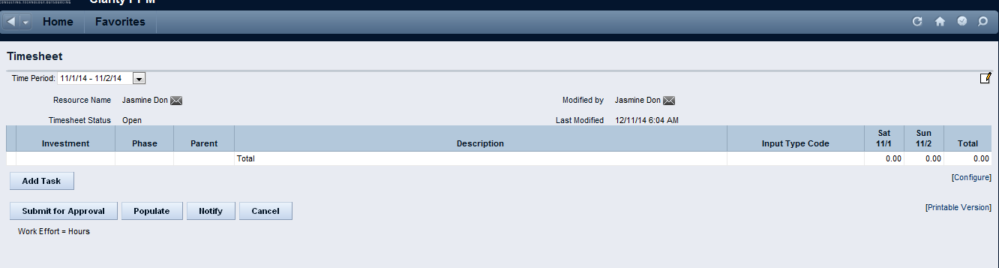 CONSULTING.TECHNOLOGY.OUTSOURCING
Clarity PPM
Home Favorites
Timesheet
Time Period: 11/1/14 - 11/2/14
Resource Name Jasmine Don Modified by Jasmine Don
Timesheet Status Open Last Modified 12/11/14 6:04 AM
Investment Phase Parent Description Input Type Code Sat 11/1 Sun 11/2 Total
Total 0.00 0.00 0.00
Add Task [Configure]
Submit for Approval Populate Notify Cancel [Printable Version]
Work Effort = Hours